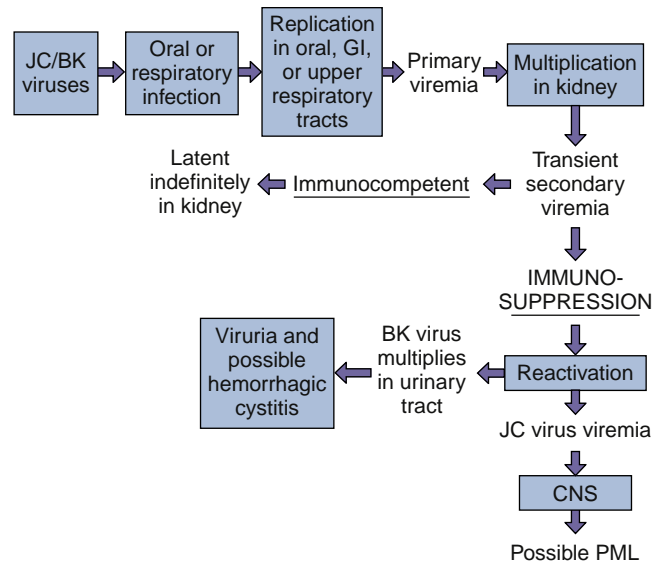 JC/BK
viruses
Oral or
respiratory
infection
Replication
in oral, GI,
or upper
respiratory
tracts
Primary
viremia
Multiplication
in kidney
Latent
indefinitely
in kidney
Immunocompetent
Transient
secondary
viremia
IMMUNO-
SUPPRESSION
Viruria and
possible
hemorrhagic
cystitis
BK virus
multiplies
in urinary
tract
Reactivation
JC virus viremia
CNS
Possible PML